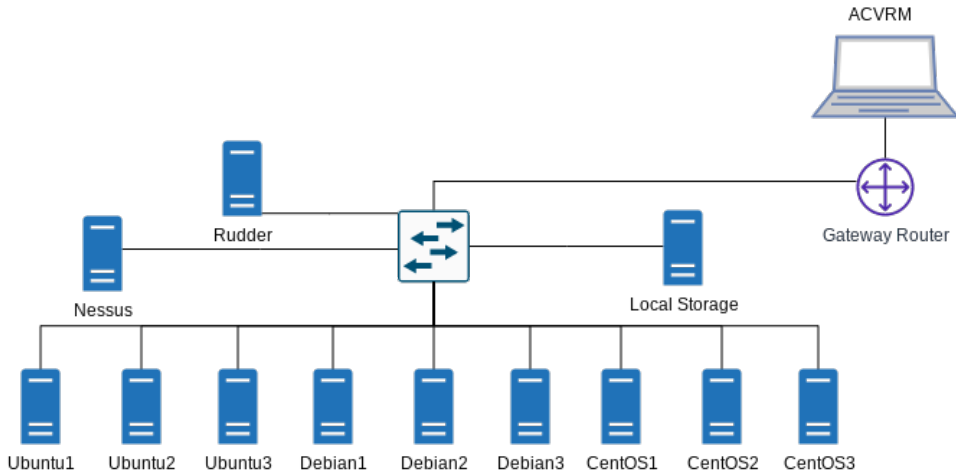 ACVRM
Rudder
Gateway Router
Nessus
Local Storage
Ubuntu1
Ubuntu2
Ubuntu3
Debian1
Debian2
Debian3
CentOS1
CentOS2
CentOS3